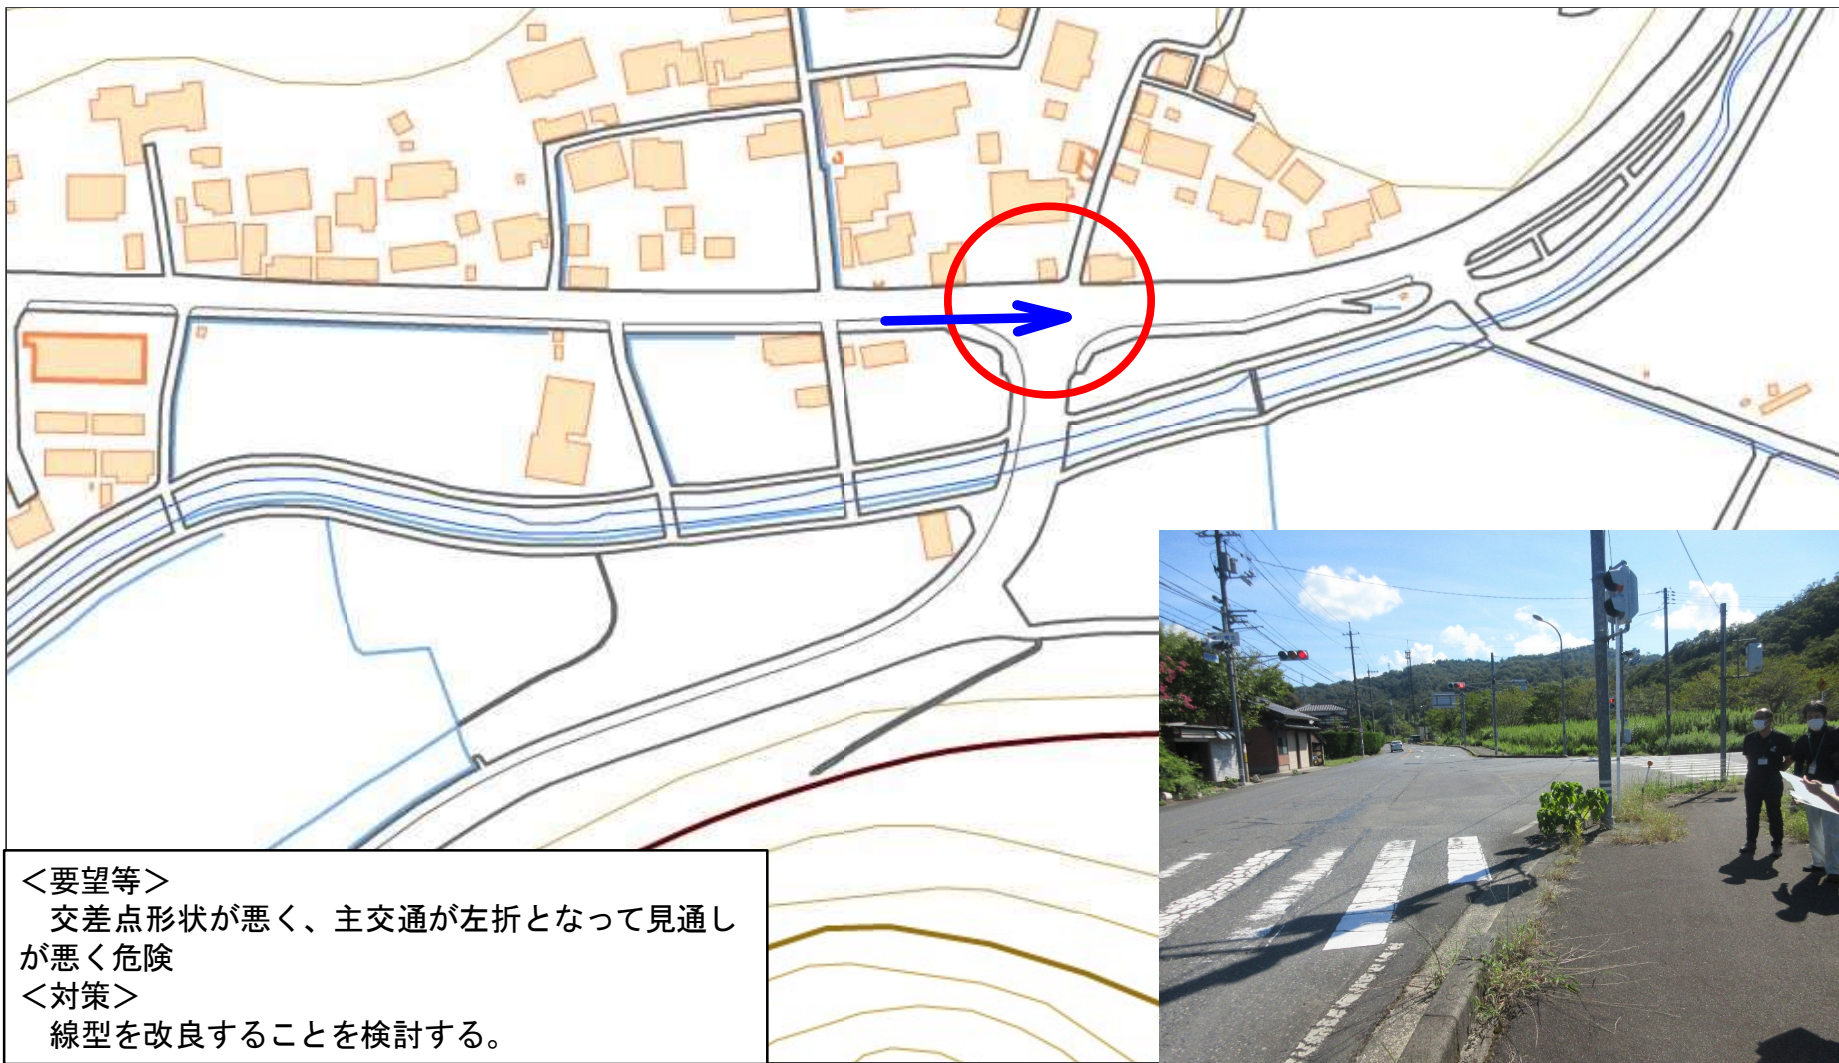 ＜要望等＞
　交差点形状が悪く、主交通が左折となって見通し
が悪く危険
＜対策＞
　線型を改良することを検討する。